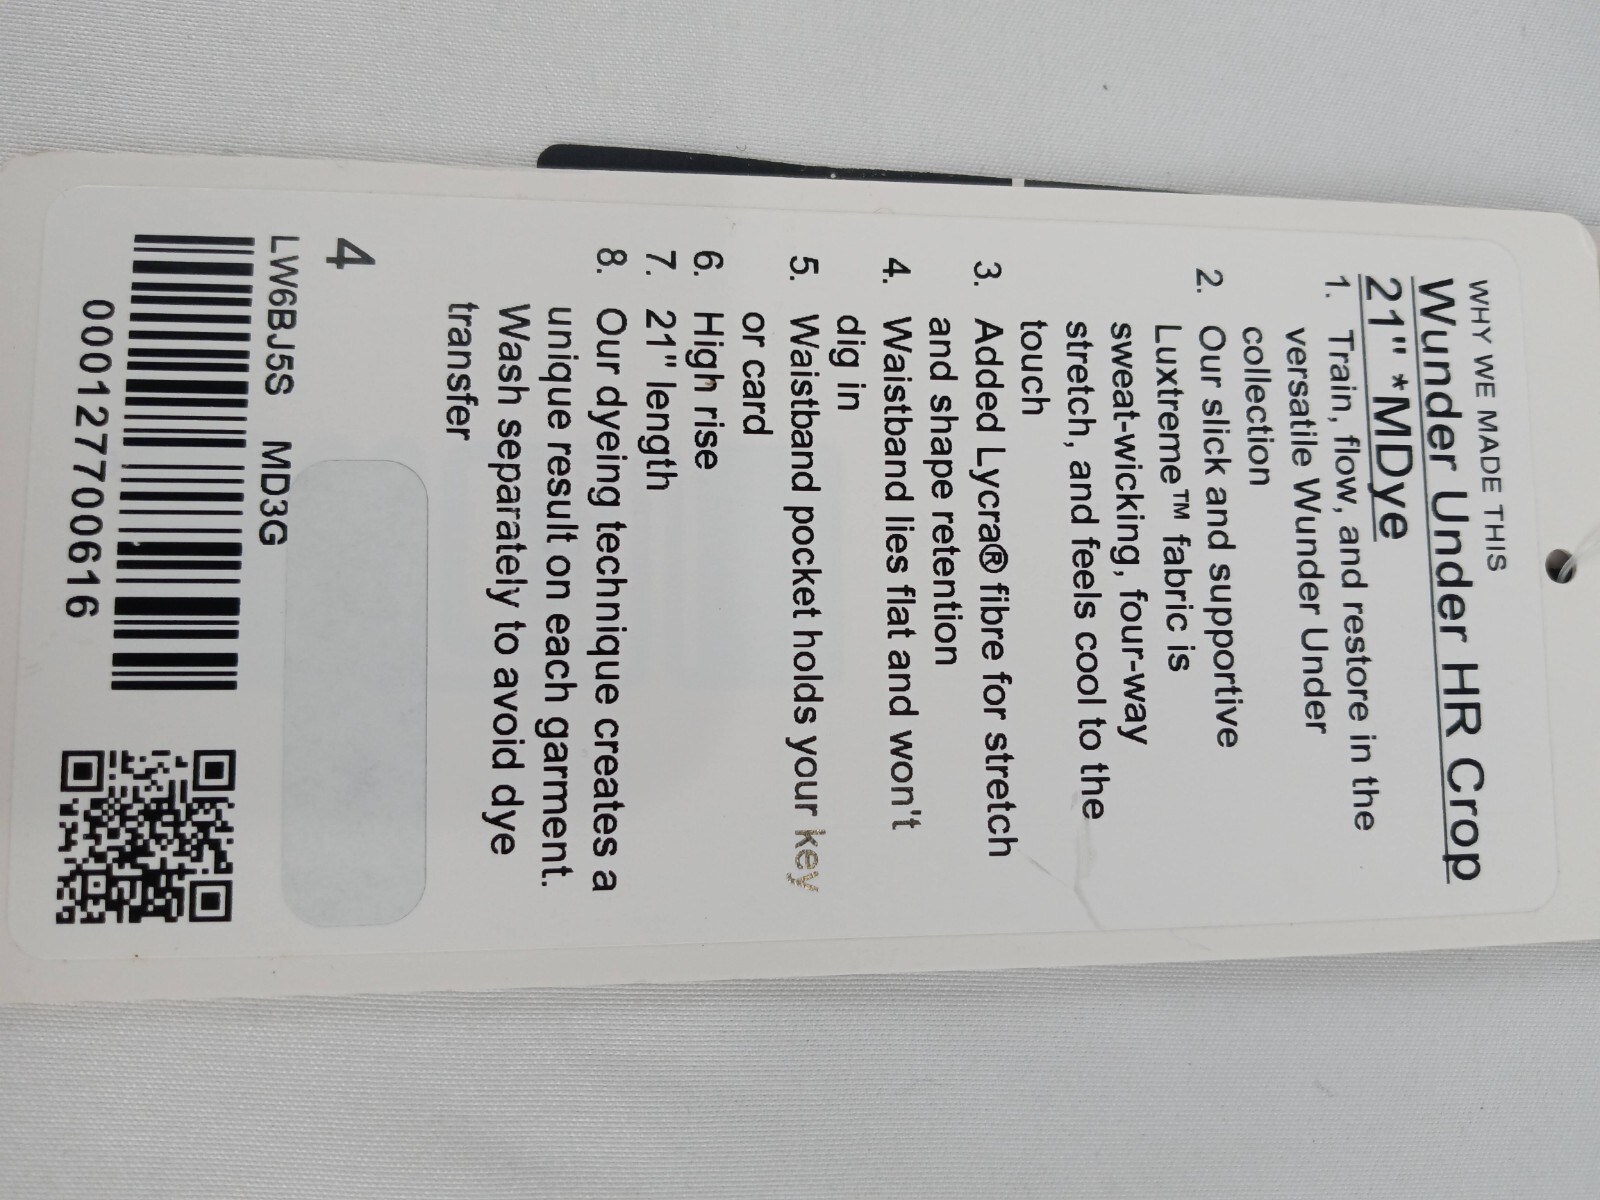 WHY WE MADE THIS
Wunder Under HR Crop
21" *MDye
1. Train, flow, and restore in the
versatile Wunder Under
collection
2. Our slick and supportive
Luxtreme™ fabric is
sweat-wicking, four-way
stretch, and feels cool to the
touch
3. Added Lycra® fibre for stretch
and shape retention
4. Waistband lies flat and won't
dig in
5. Waistband pocket holds your key
or card
6. High rise
7. 21" length
8. Our dyeing technique creates a
unique result on each garment.
Wash separately to avoid dye
transfer
4
LW6BJ5S MD3G
000127700616